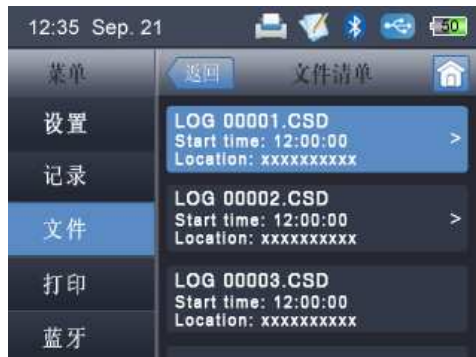 12:35 Sep. 21
50
菜单
返回
文件清单
设置
记录
文件
打印
蓝牙
LOG 00001.CSD
Start time: 12:00:00
Location: xxxxxxxxxx
>
LOG 00002.CSD
Start time: 12:00:00
Location: xxxxxxxxxx
>
LOG 00003.CSD
Start time: 12:00:00
Location: xxxxxxxxxx